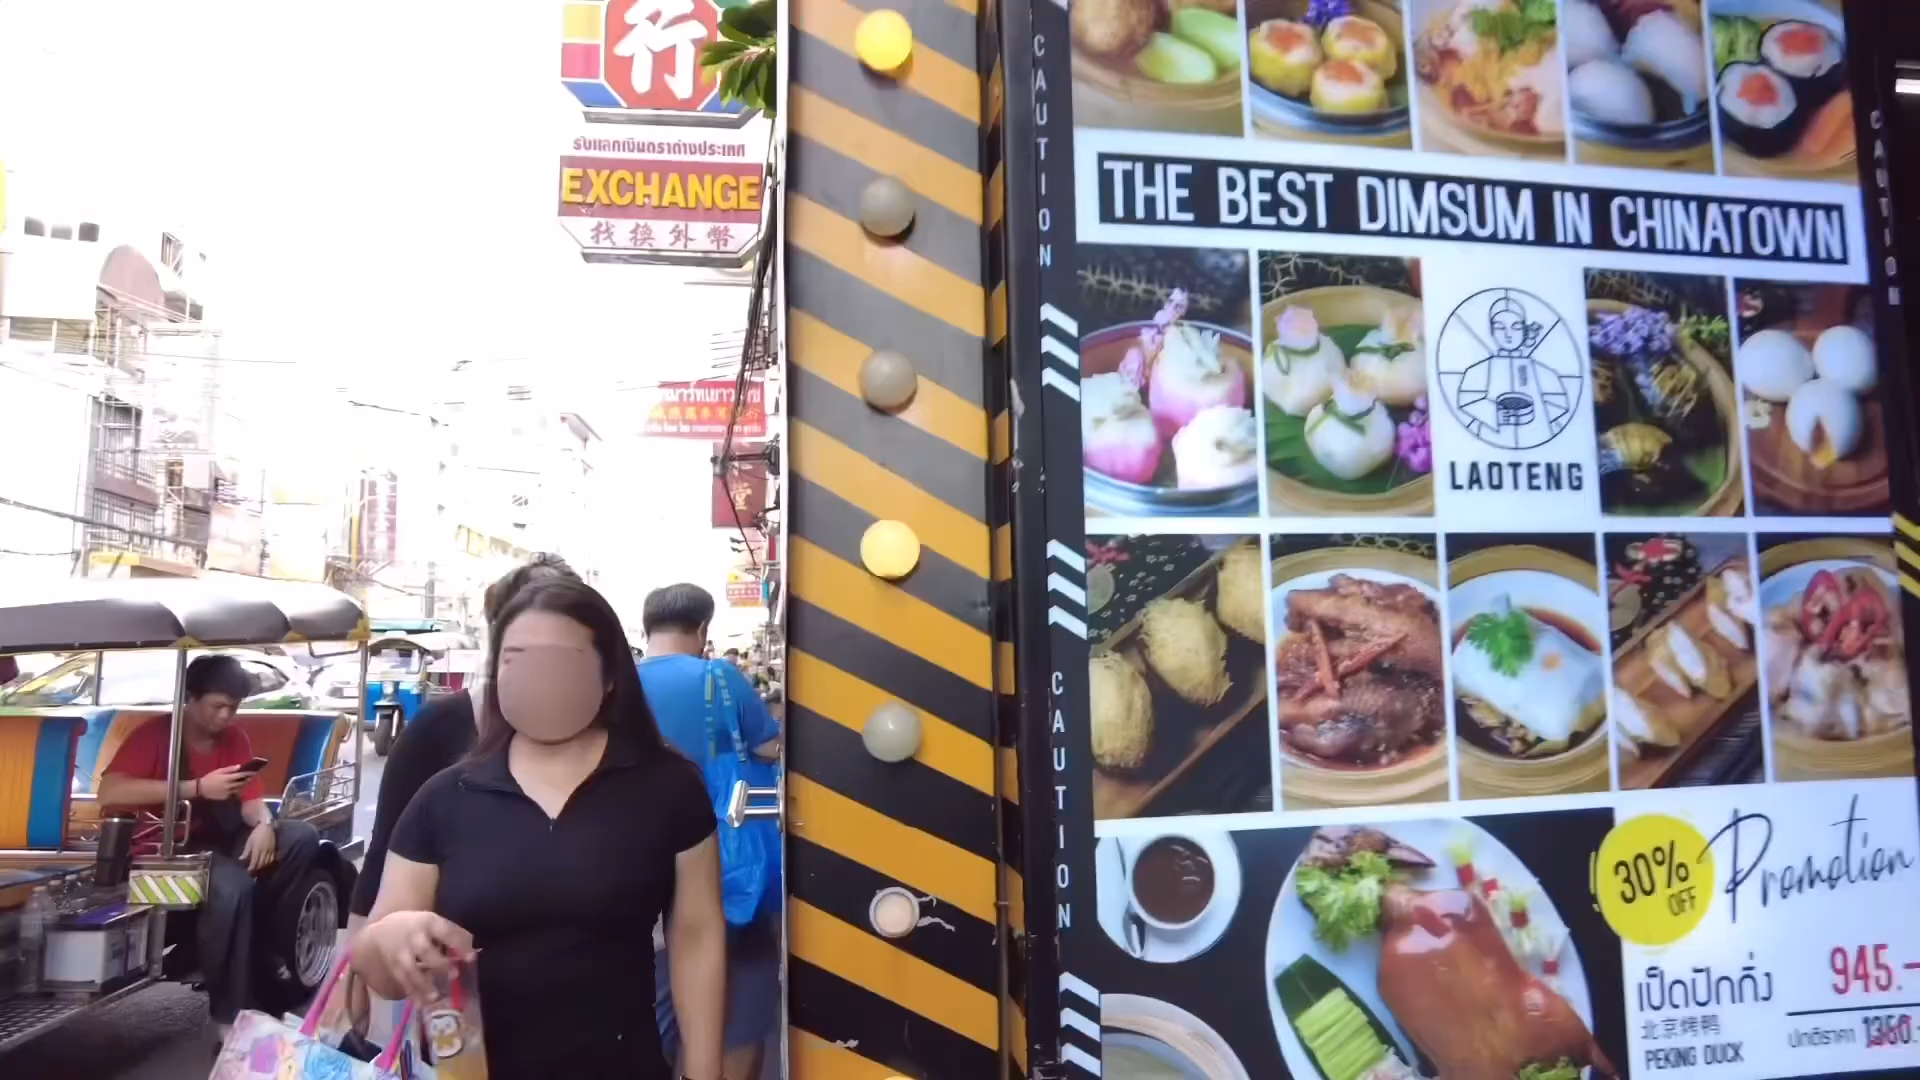 行
รับแลกเงินตราต่างประเทศ
EXCHANGE
找換外幣
堂
CAUTION
CAUTION
CAUTION
THE BEST DIMSUM IN CHINATOWN
LAOTENG
30%
OFF
Promotion
เป็ดปักกิ่ง
945.-
北京烤鸭
PEKING DUCK
ปกติราคา 1350.-